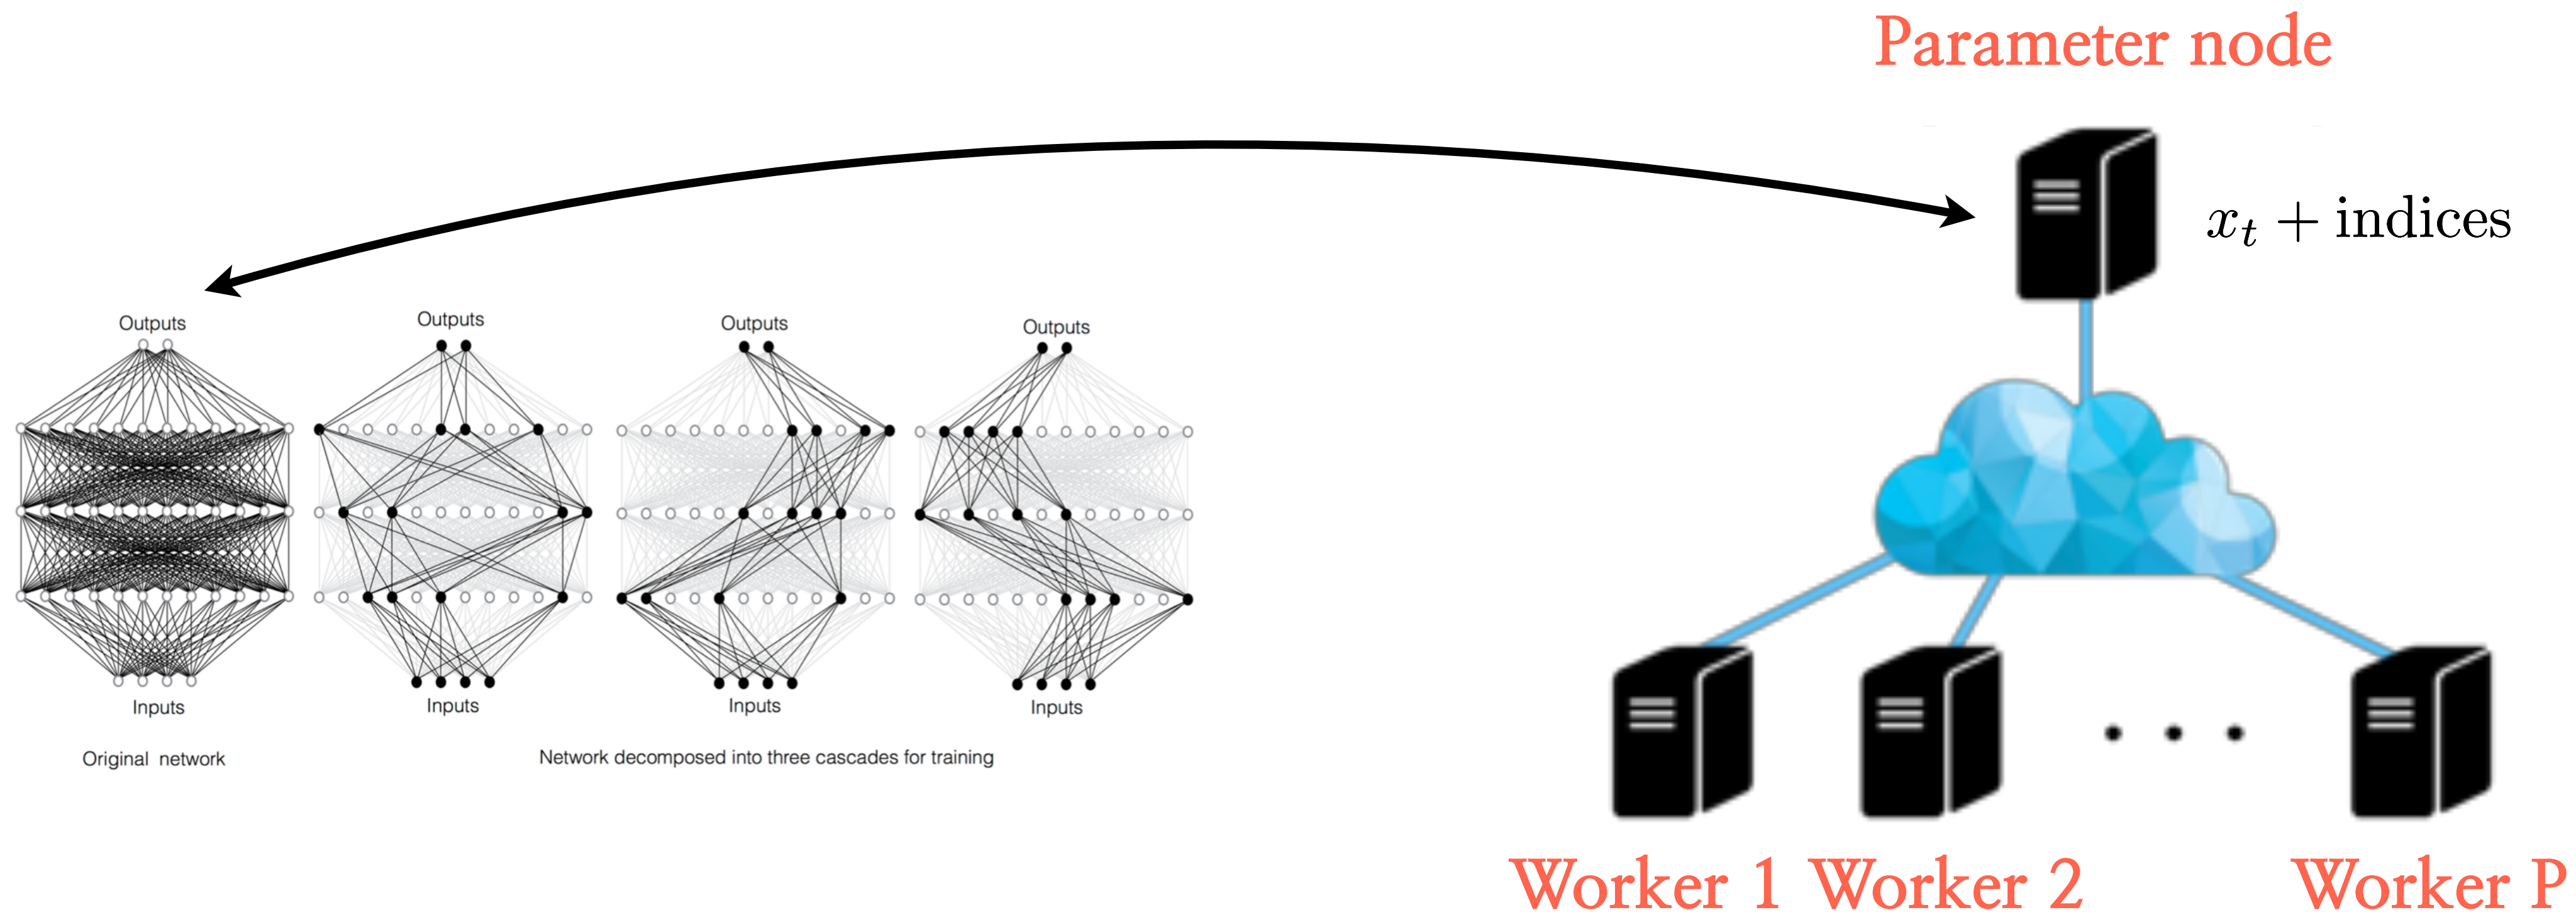 Parameter node
x_t + indices
Outputs
Outputs
Outputs
Outputs
Inputs
Inputs
Inputs
Inputs
Original network
Network decomposed into three cascades for training
Worker 1
Worker 2
Worker P